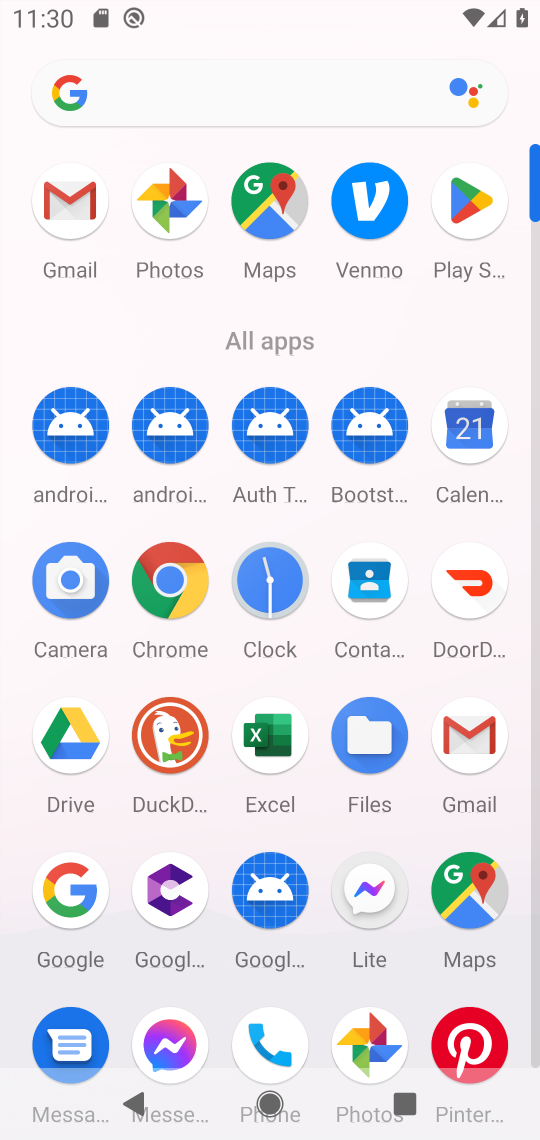 11:30
Gmail Photos Maps Venmo Play S...
All apps
androi... androi... Auth T... Bootst... Calen...
21
Camera Chrome Clock Conta... DoorD...
Drive DuckD... Excel Files Gmail
Google Googl... Googl... Lite Maps
Messa... Messe... Phone Photos Pinter...